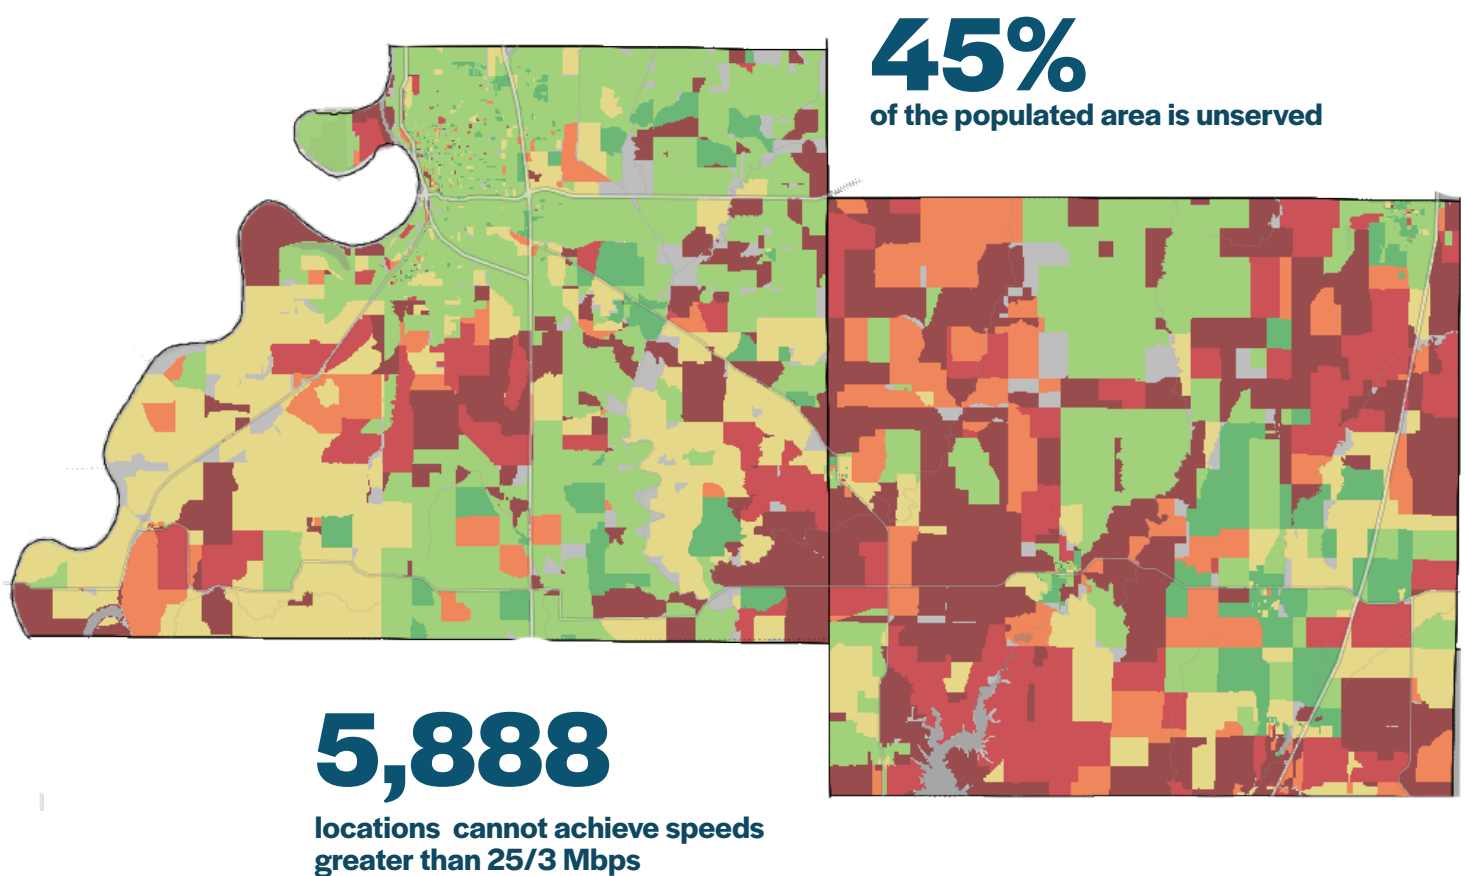 45%
of the populated area is unserved
5,888
locations  cannot achieve speeds
greater than 25/3 Mbps